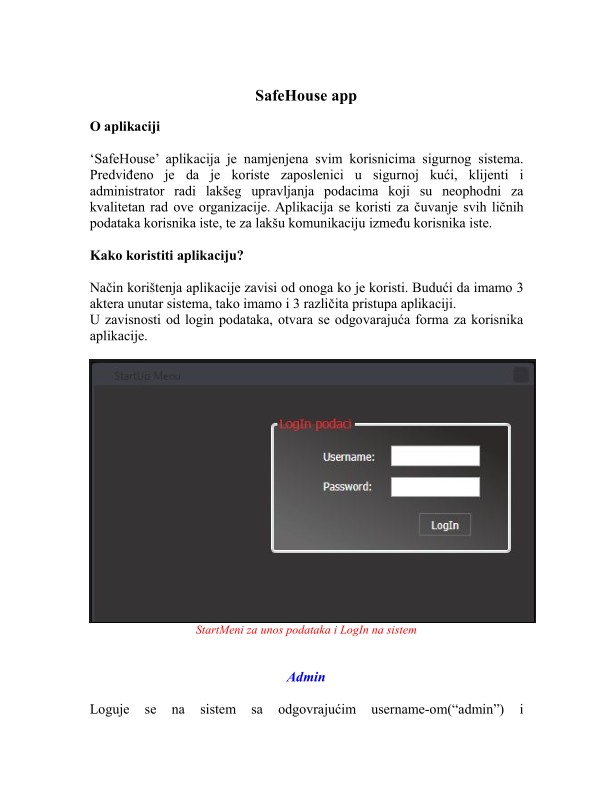 SafeHouse app
O aplikaciji
‘SafeHouse’ aplikacija je namjenjena svim korisnicima sigurnog sistema.
Predviđeno je da je koriste zaposlenici u sigurnoj kući, klijenti i
administrator radi lakšeg upravljanja podacima koji su neophodni za
kvalitetan rad ove organizacije. Aplikacija se koristi za čuvanje svih ličnih
podataka korisnika iste, te za lakšu komunikaciju između korisnika iste.
Kako koristiti aplikaciju?
Način korištenja aplikacije zavisi od onoga ko je koristi. Budući da imamo 3
aktera unutar sistema, tako imamo i 3 različita pristupa aplikaciji.
U zavisnosti od login podataka, otvara se odgovarajuća forma za korisnika
aplikacije.
StartUp Menu
LogIn podaci
Username:
Password:
LogIn
StartMeni za unos podataka i LogIn na sistem
Admin
Loguje se na sistem sa odgovrajućim username-om(“admin”) i